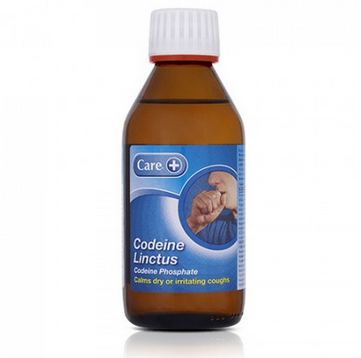 Care +
Codeine
Linctus
Codeine Phosphate
Calms dry or irritating coughs